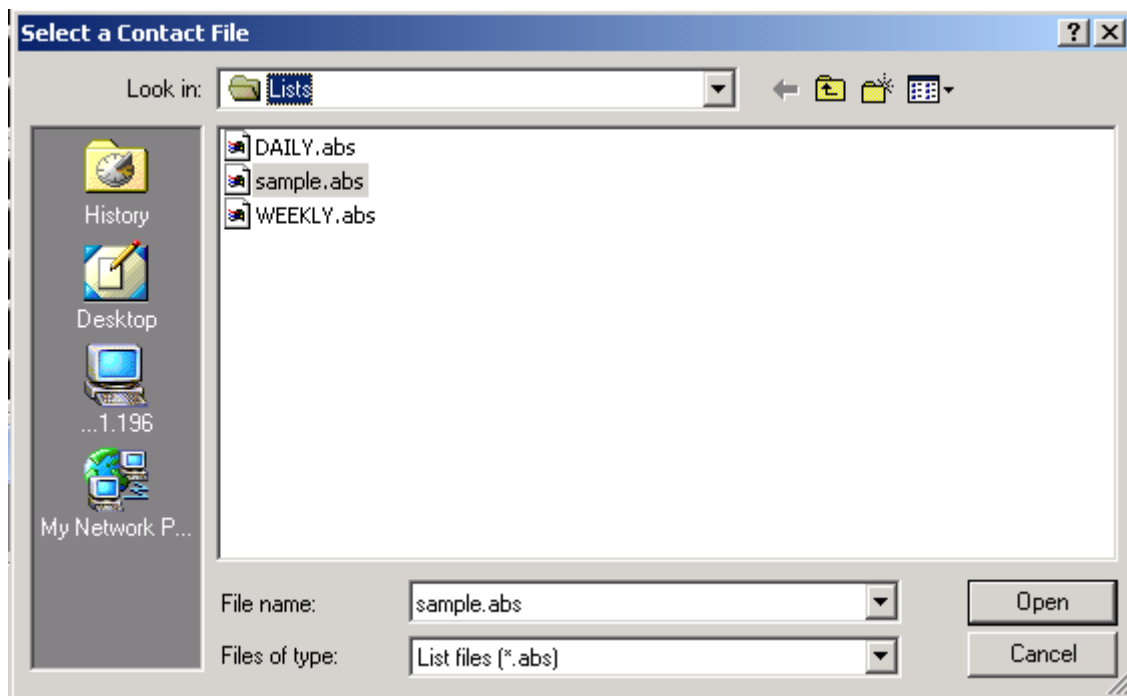 Select a Contact File
Look in: Lists
DAILY.abs
sample.abs
WEEKLY.abs
History
Desktop
...1.196
My Network P...
File name: sample.abs Open
Files of type: List files (*.abs) Cancel